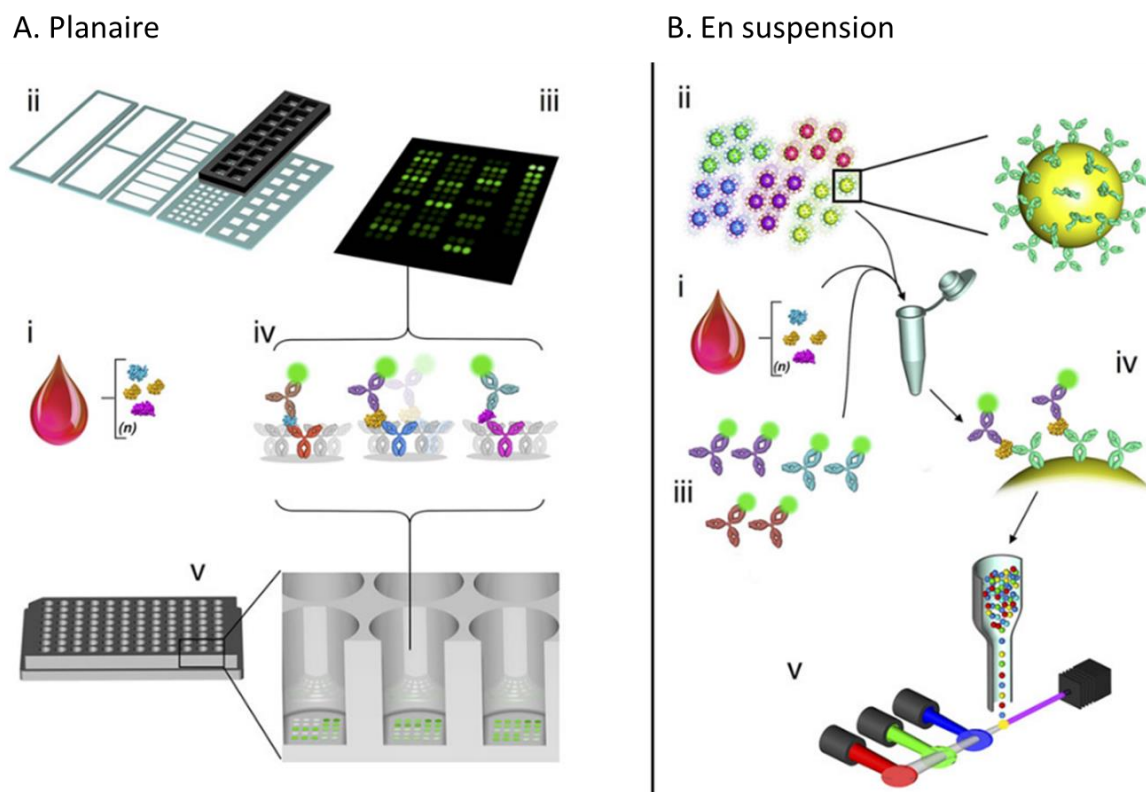 A. Planaire
B. En suspension
ii
iii
i
(n)
iv
v
ii
i
(n)
iii
iv
v